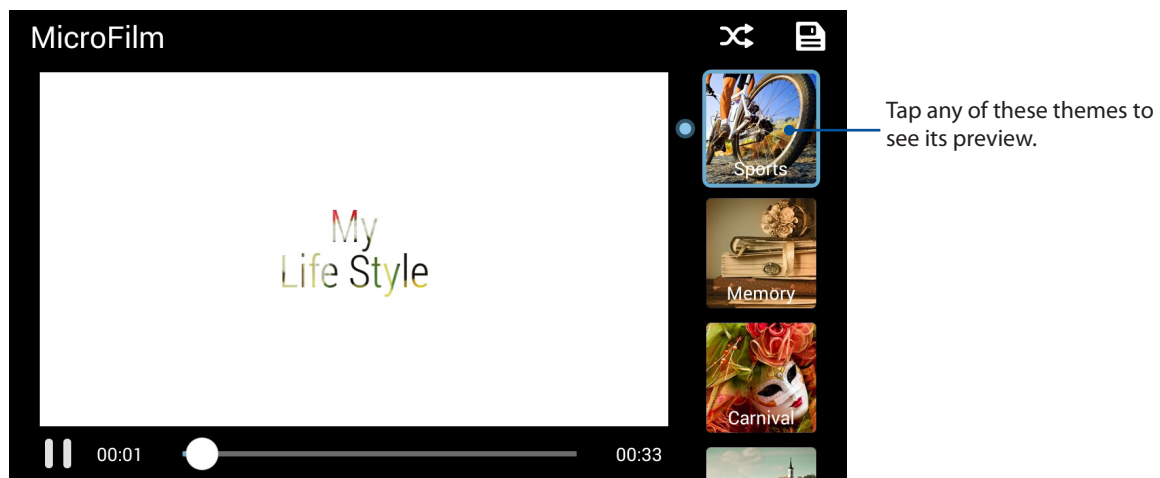 MicroFilm
My
Life Style
00:01
00:33
Sports
Memory
Carnival
Tap any of these themes to
see its preview.